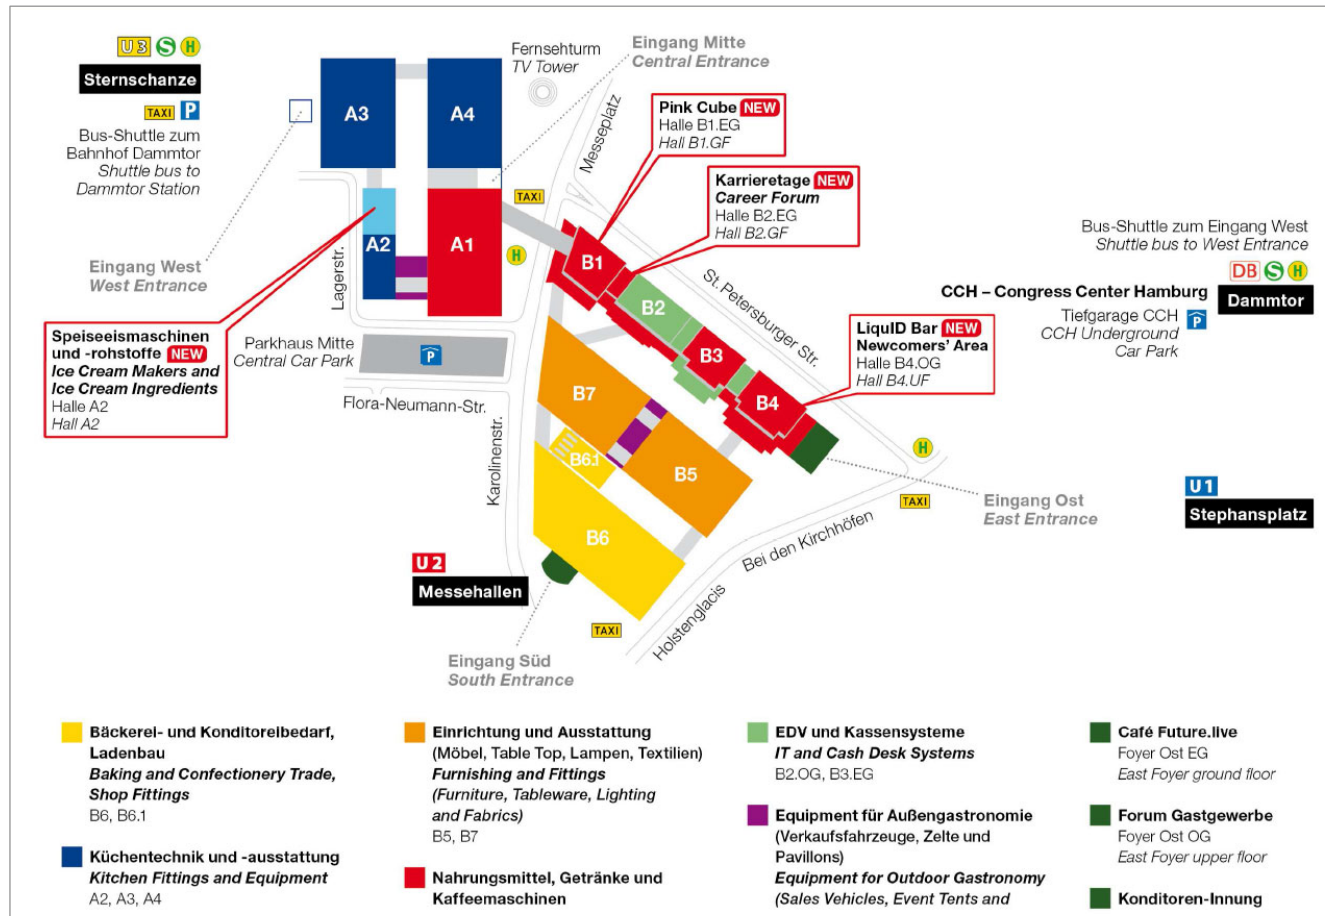 U3 S H
Sternschanze
TAXI P
Bus-Shuttle zum
Bahnhof Dammtor
Shuttle bus to
Dammtor Station
Eingang West
West Entrance
Speiseeismaschinen
und -rohstoffe NEW
Ice Cream Makers and
Ice Cream Ingredients
Halle A2
Hall A2
A3
A4
A2
A1
Fernsehturm
TV Tower
Eingang Mitte
Central Entrance
Messeplatz
TAXI
H
Lagerstr.
Parkhaus Mitte
Central Car Park
P
Flora-Neumann-Str.
Karolinenstr.
Pink Cube NEW
Halle B1.EG
Hall B1.GF
Karrieretage NEW
Career Forum
Halle B2.EG
Hall B2.GF
St. Petersburger Str.
LiquID Bar NEW
Newcomers' Area
Halle B4.OG
Hall B4.UF
B1
B2
B3
B4
B7
B5
B6.1
B6
Bus-Shuttle zum Eingang West
Shuttle bus to West Entrance
DB S H
Dammtor
CCH – Congress Center Hamburg
Tiefgarage CCH P
CCH Underground
Car Park
H
TAXI
Eingang Ost
East Entrance
U1
Stephansplatz
Bei den Kirchhöfen
Holstenglacis
U2
Messehallen
TAXI
Eingang Süd
South Entrance
Bäckerei- und Konditoreibedarf,
Ladenbau
Baking and Confectionery Trade,
Shop Fittings
B6, B6.1
Küchentechnik und -ausstattung
Kitchen Fittings and Equipment
A2, A3, A4
Einrichtung und Ausstattung
(Möbel, Table Top, Lampen, Textilien)
Furnishing and Fittings
(Furniture, Tableware, Lighting
and Fabrics)
B5, B7
Nahrungsmittel, Getränke und
Kaffeemaschinen
EDV und Kassensysteme
IT and Cash Desk Systems
B2.OG, B3.EG
Equipment für Außengastronomie
(Verkaufsfahrzeuge, Zelte und
Pavillons)
Equipment for Outdoor Gastronomy
(Sales Vehicles, Event Tents and
Café Future.live
Foyer Ost EG
East Foyer ground floor
Forum Gastgewerbe
Foyer Ost OG
East Foyer upper floor
Konditoren-Innung